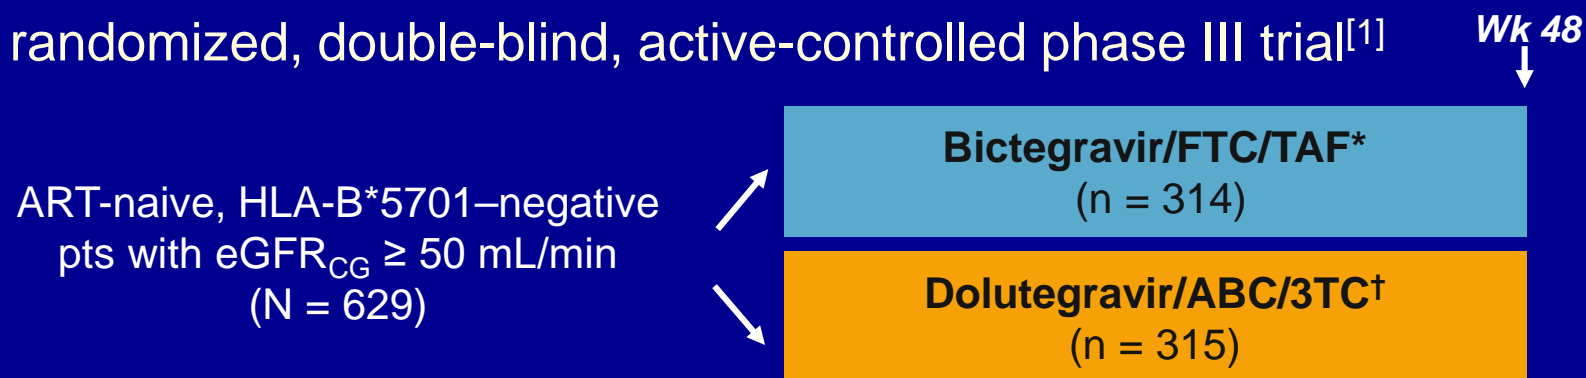 randomized, double-blind, active-controlled phase III trial[1]
Wk 48
ART-naive, HLA-B*5701–negative
pts with eGFRCG ≥ 50 mL/min
(N = 629)
Bictegravir/FTC/TAF*
(n = 314)
Dolutegravir/ABC/3TC†
(n = 315)